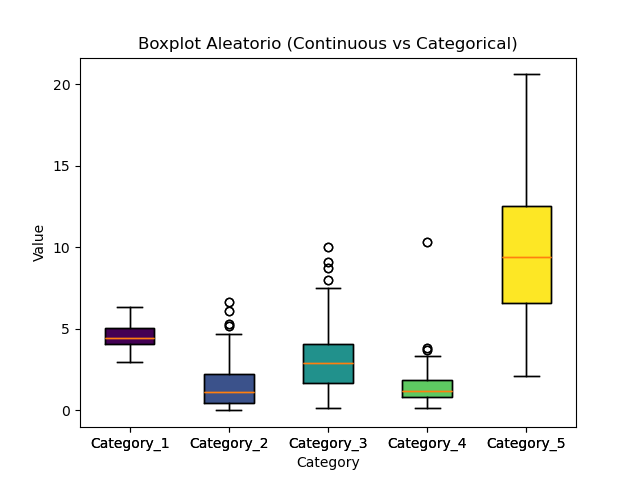 Boxplot Aleatorio (Continuous vs Categorical)
20
15
10
5
0
Value
Category_1 Category_2 Category_3 Category_4 Category_5
Category